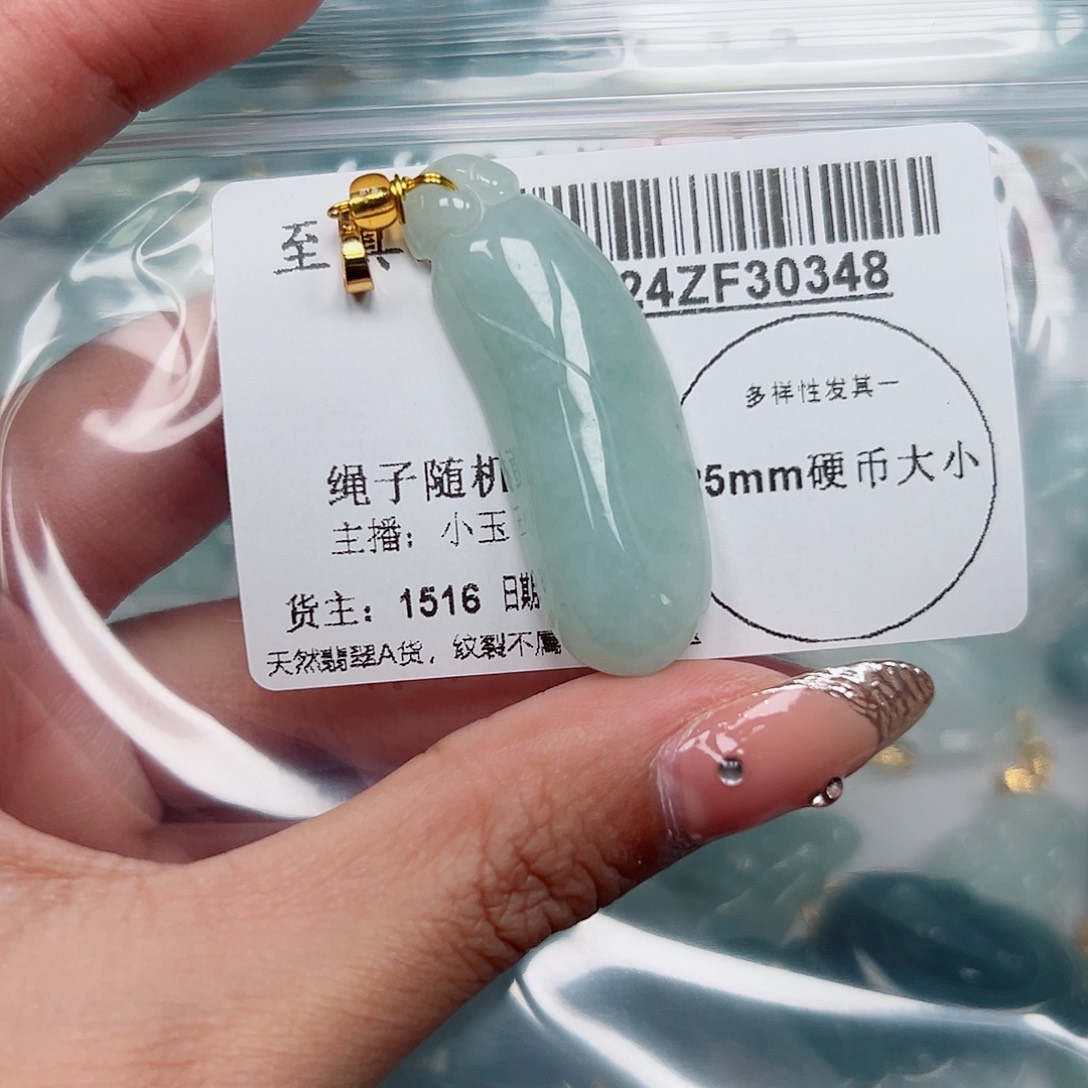 至真
24ZF30348
多样性发其一
绳子随机
25mm硬币大小
主播：小玉
货主：1516 日期
天然翡翠A货，纹裂不属